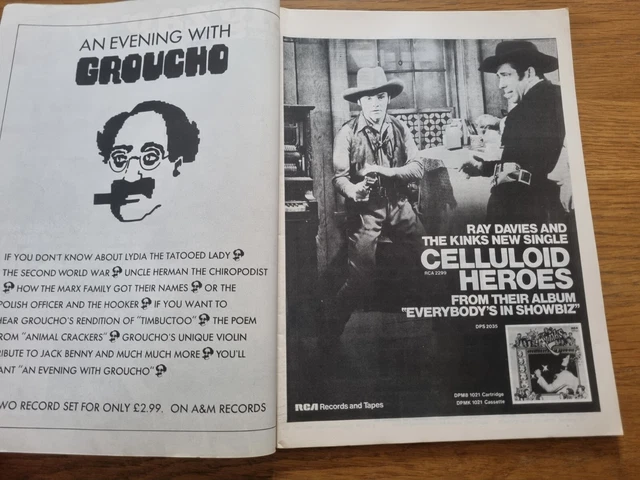 AN EVENING WITH
GROUCHO
IF YOU DON'T KNOW ABOUT LYDIA THE TATOOED LADY
THE SECOND WORLD WAR UNCLE HERMAN THE CHIROPODIST
HOW THE MARX FAMILY GOT THEIR NAMES OR THE
POLISH OFFICER AND THE HOOKER IF YOU WANT TO
HEAR GROUCHO'S RENDITION OF "TIMBUCTOO" THE POEM
FROM "ANIMAL CRACKERS" GROUCHO'S UNIQUE VIOLIN
TRIBUTE TO JACK BENNY AND MUCH MUCH MORE YOU'LL
WANT "AN EVENING WITH GROUCHO"
TWO RECORD SET FOR ONLY £2.99. ON A&M RECORDS
RAY DAVIES AND
THE KINKS NEW SINGLE
CELLULOID
RCA 2299
HEROES
FROM THEIR ALBUM
"EVERYBODY'S IN SHOWBIZ"
DPS 2035
DPM8 1021 Cartridge
DPMK 1021 Cassette
RCA Records and Tapes